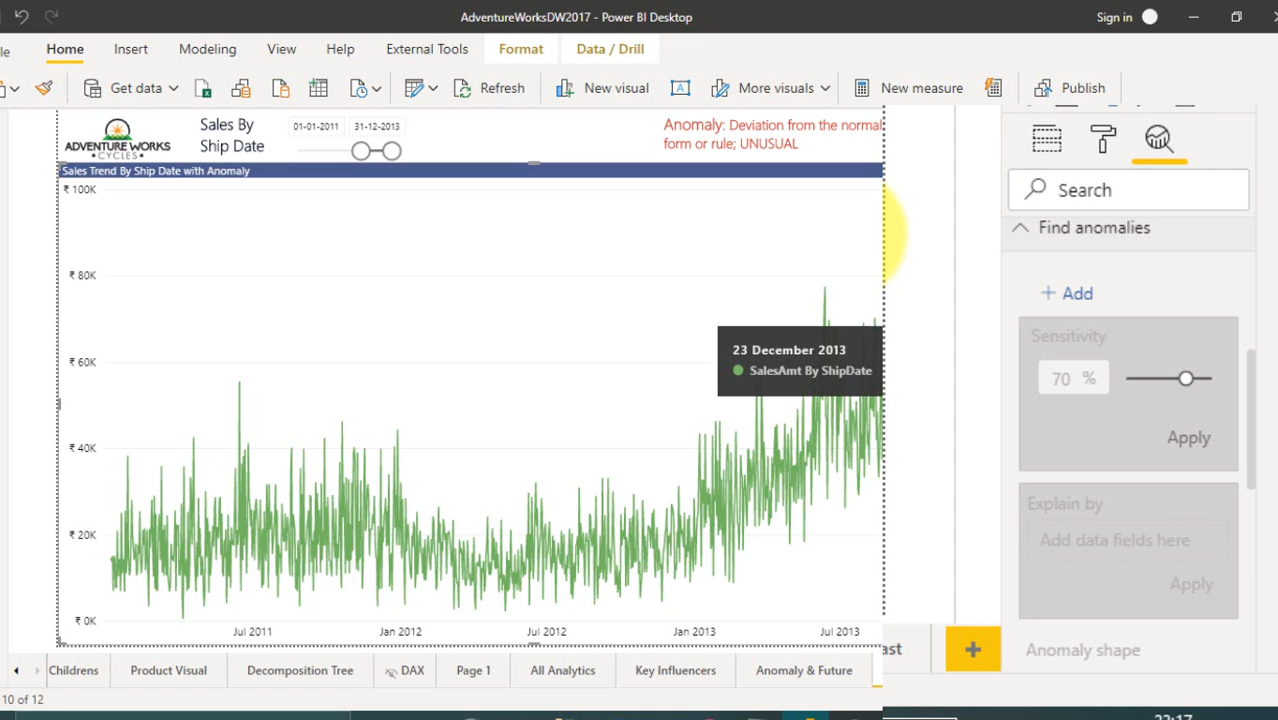 AdventureWorksDW2017 - Power BI Desktop
Sign in
Home Insert Modeling View Help External Tools Format Data / Drill
Get data Refresh New visual More visuals New measure Publish
ADVENTURE WORKS
CYCLES
Sales By
Ship Date
01-01-2011 31-12-2013
Anomaly: Deviation from the normal
form or rule; UNUSUAL
Sales Trend By Ship Date with Anomaly
₹ 100K
₹ 80K
₹ 60K
₹ 40K
₹ 20K
₹ 0K
23 December 2013
SalesAmt By ShipDate
Jul 2011 Jan 2012 Jul 2012 Jan 2013 Jul 2013
Search
Find anomalies
+ Add
Sensitivity
70 %
Apply
Explain by
Add data fields here
Apply
Anomaly shape
ast
Childrens Product Visual Decomposition Tree DAX Page 1 All Analytics Key Influencers Anomaly & Future
10 of 12